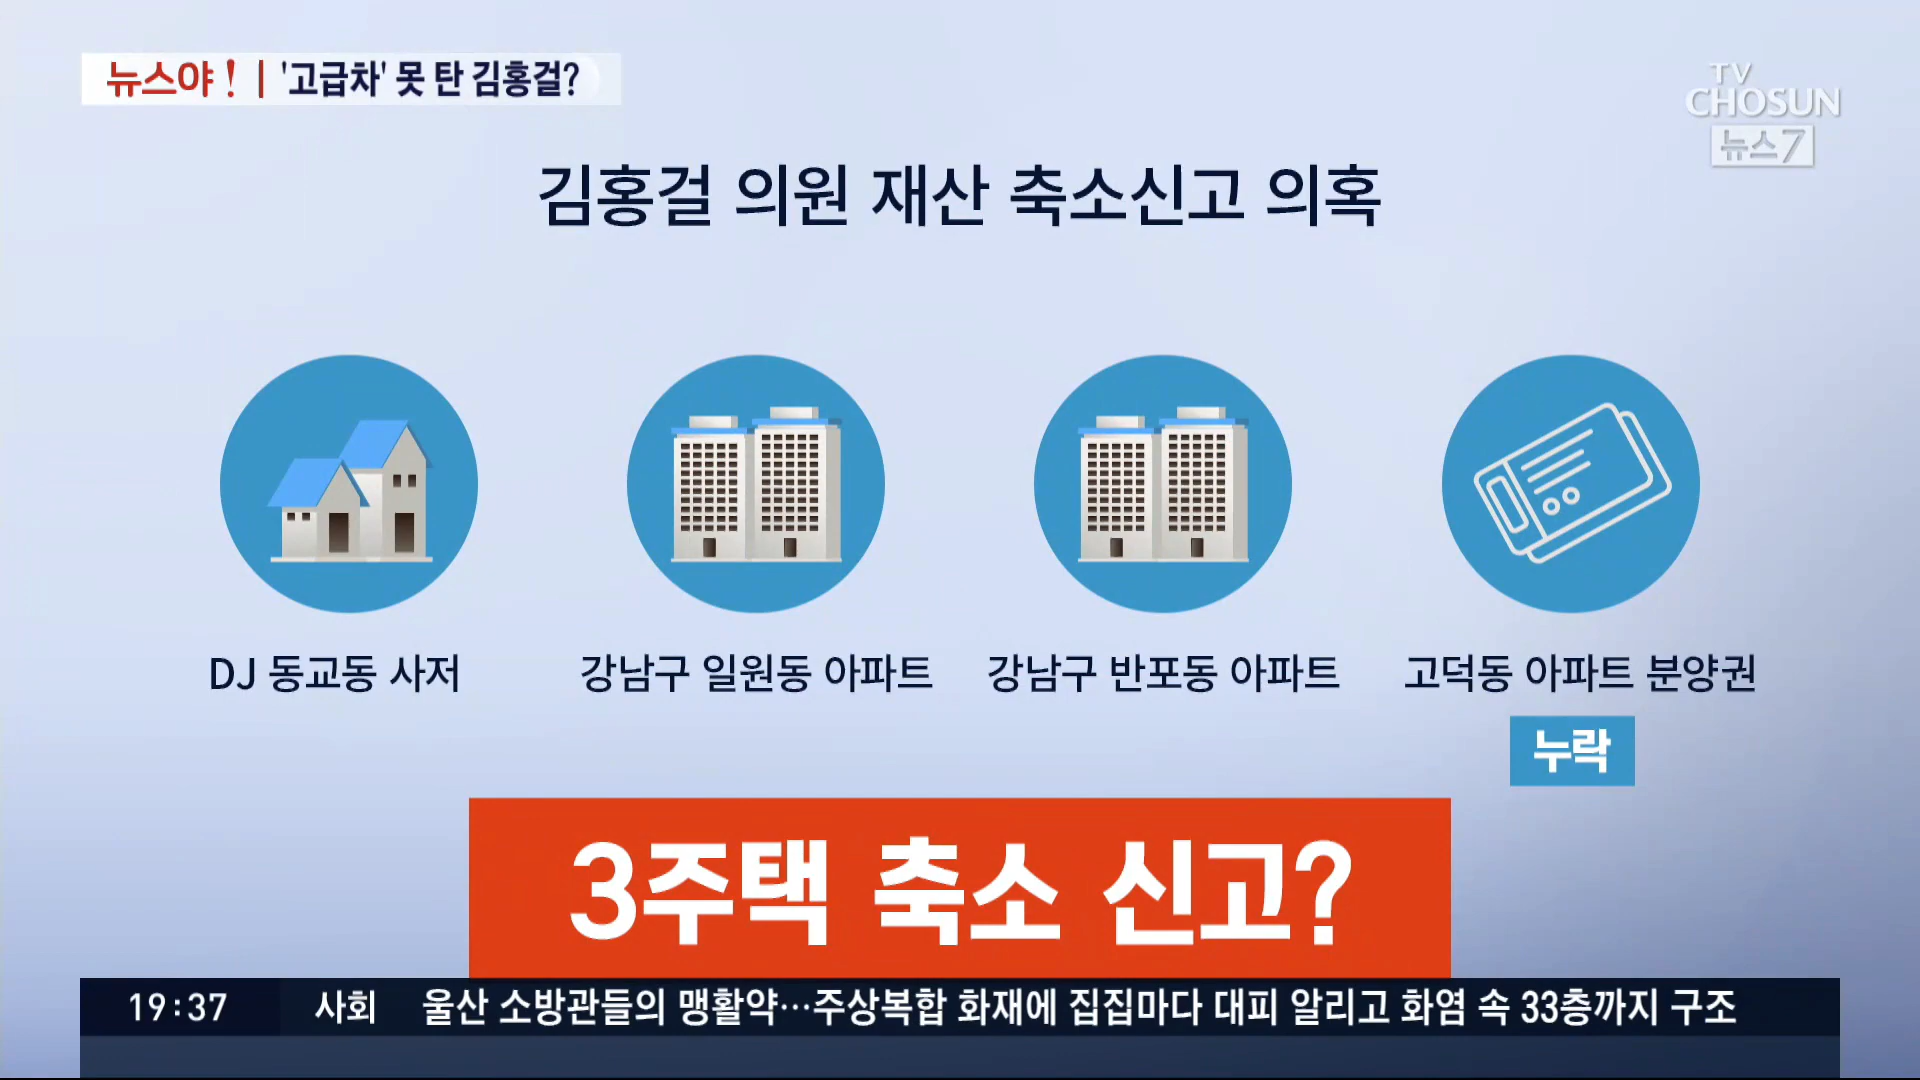 뉴스야! | '고급차' 못 탄 김홍걸?
TV
CHOSUN
뉴스7
김홍걸 의원 재산 축소신고 의혹
DJ 동교동 사저
강남구 일원동 아파트
강남구 반포동 아파트
고덕동 아파트 분양권
누락
3주택 축소 신고?
19:37 사회 울산 소방관들의 맹활약…주상복합 화재에 집집마다 대피 알리고 화염 속 33층까지 구조